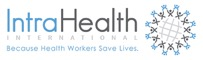 IntraHealth
INTERNATIONAL
Because Health Workers Save Lives.